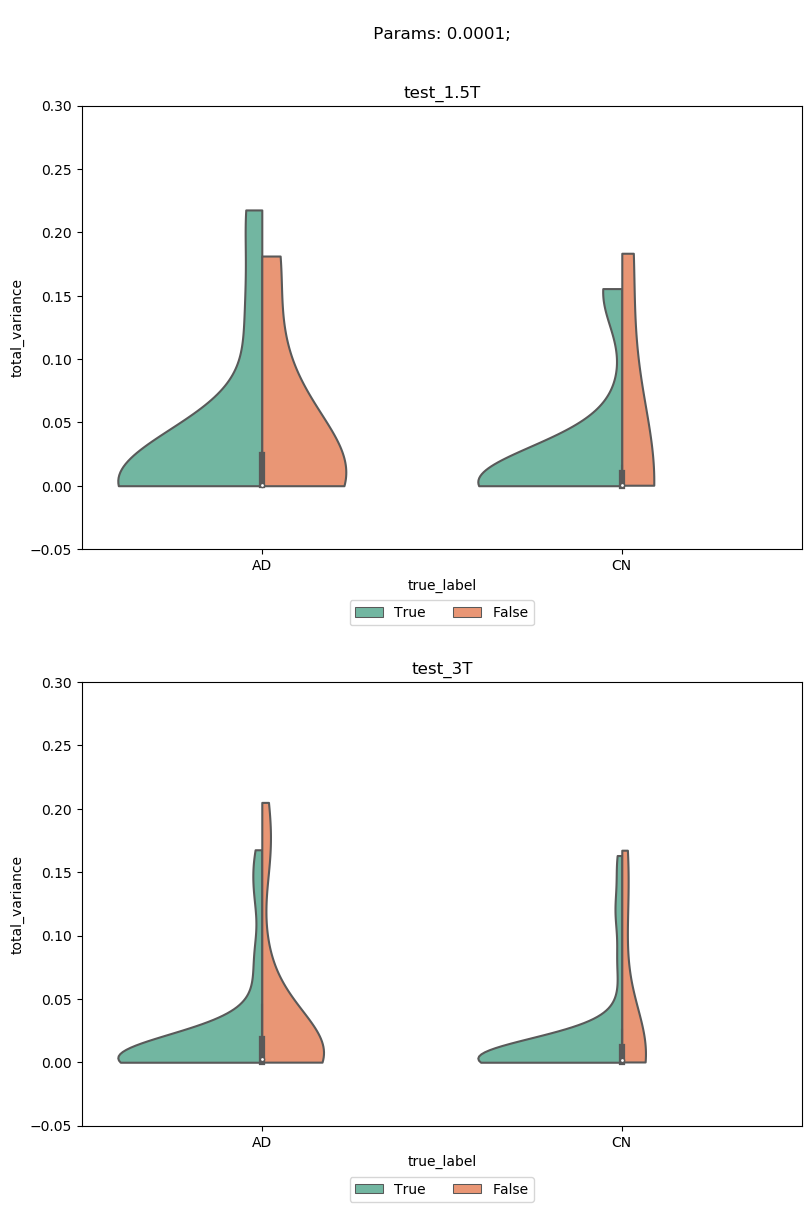 Params: 0.0001;
test_1.5T
0.30
0.25
0.20
0.15
0.10
0.05
0.00
−0.05
total_variance
AD CN
true_label
True False
test_3T
0.30
0.25
0.20
0.15
0.10
0.05
0.00
−0.05
total_variance
AD CN
true_label
True False